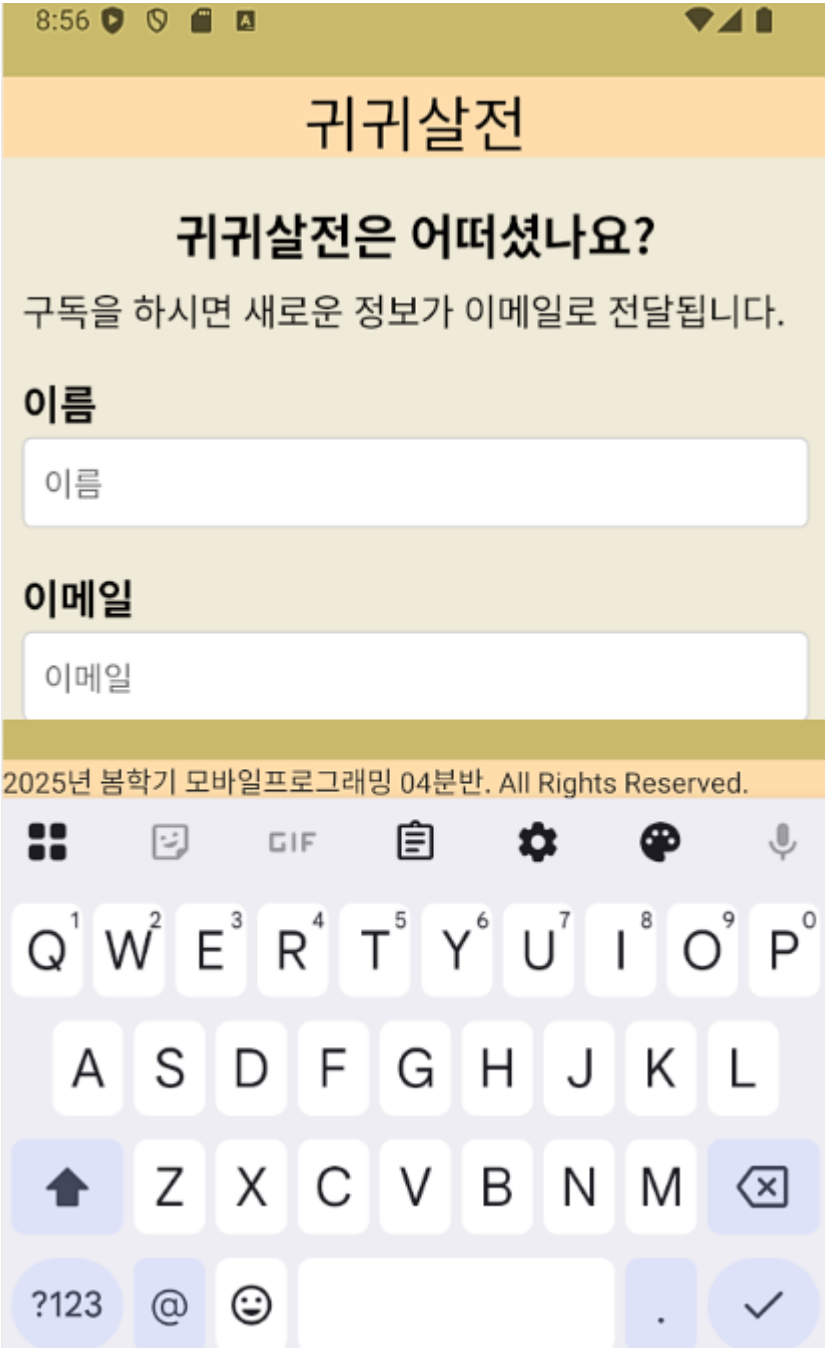 8:56
귀귀살전
귀귀살전은 어떠셨나요?
구독을 하시면 새로운 정보가 이메일로 전달됩니다.
이름
이름
이메일
이메일
2025년 봄학기 모바일프로그래밍 04분반. All Rights Reserved.
GIF
Q1 W2 E3 R4 T5 Y6 U7 I8 O9 P0
A S D F G H J K L
Z X C V B N M
?123 @ .